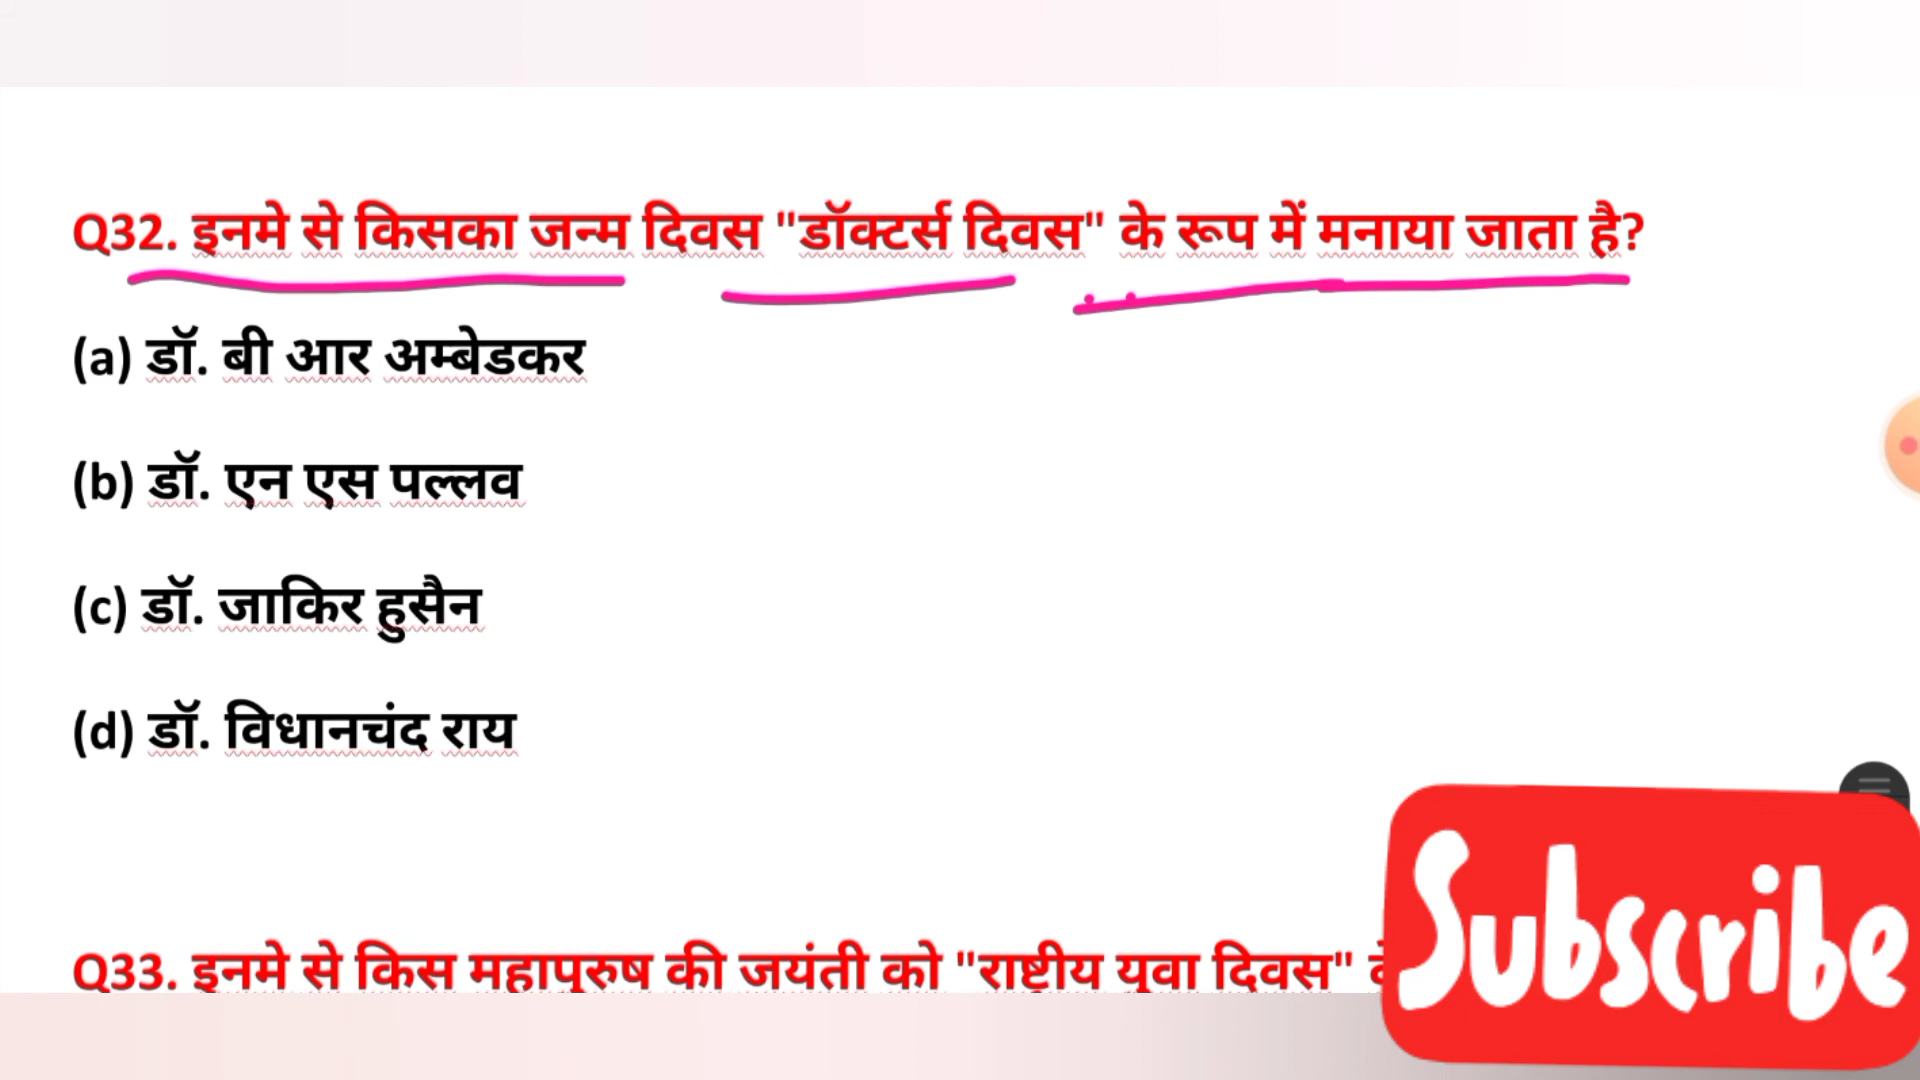 Q32. इनमे से किसका जन्म दिवस "डॉक्टर्स दिवस" के रूप में मनाया जाता है?
(a) डॉ. बी आर अम्बेडकर
(b) डॉ. एन एस पल्लव
(c) डॉ. जाकिर हुसैन
(d) डॉ. विधानचंद राय
Q33. इनमे से किस महापुरुष की जयंती को "राष्ट्रीय युवा दिवस"
Subscribe